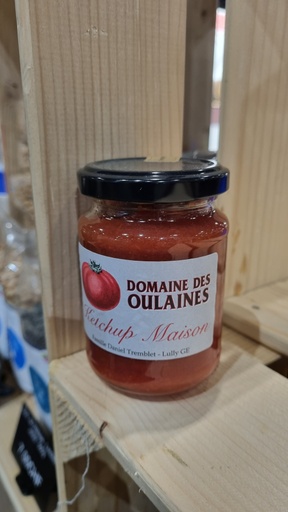 DOMAINE DES
OULAINES
Ketchup Maison
Famille Daniel Tremblet - Lully GE